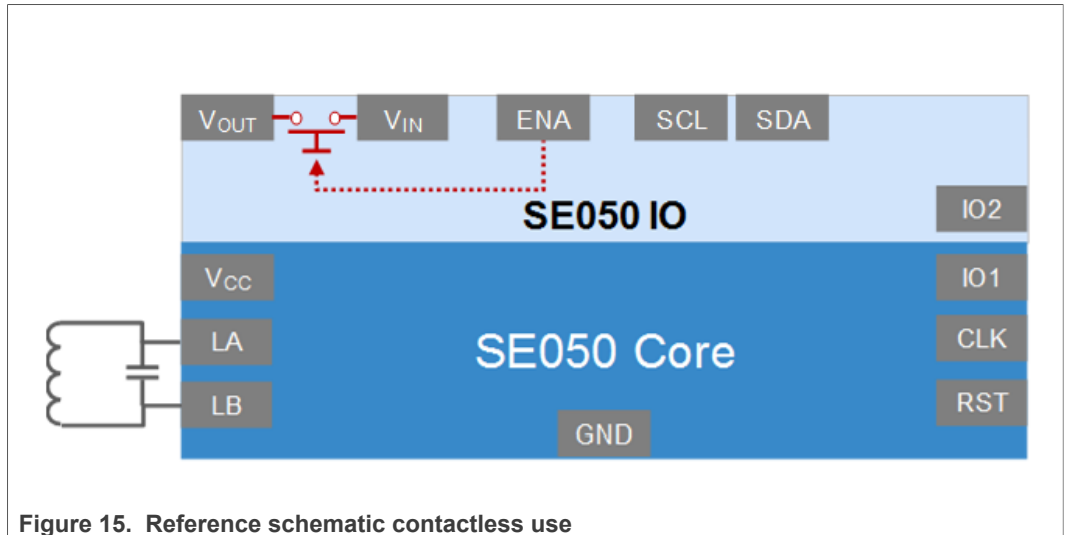 VOUT VIN ENA SCL SDA
SE050 IO IO2
VCC IO1
LA SE050 Core CLK
LB RST
GND
Figure 15. Reference schematic contactless use